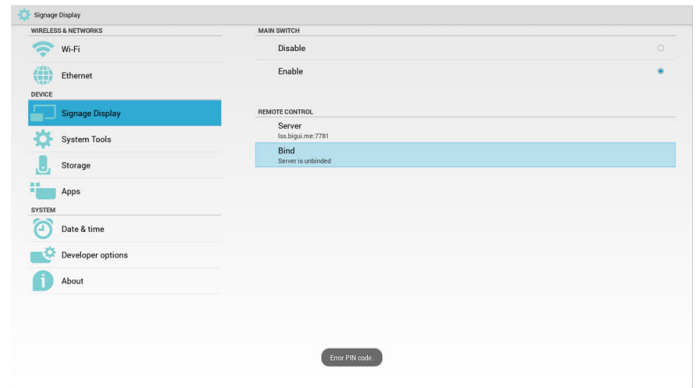 Signage Display
WIRELESS & NETWORKS
Wi-Fi
Ethernet
DEVICE
Signage Display
System Tools
Storage
Apps
SYSTEM
Date & time
Developer options
About
MAIN SWITCH
Disable
Enable
REMOTE CONTROL
Server
lss.bigui.me:7781
Bind
Server is unbinded
Error PIN code.